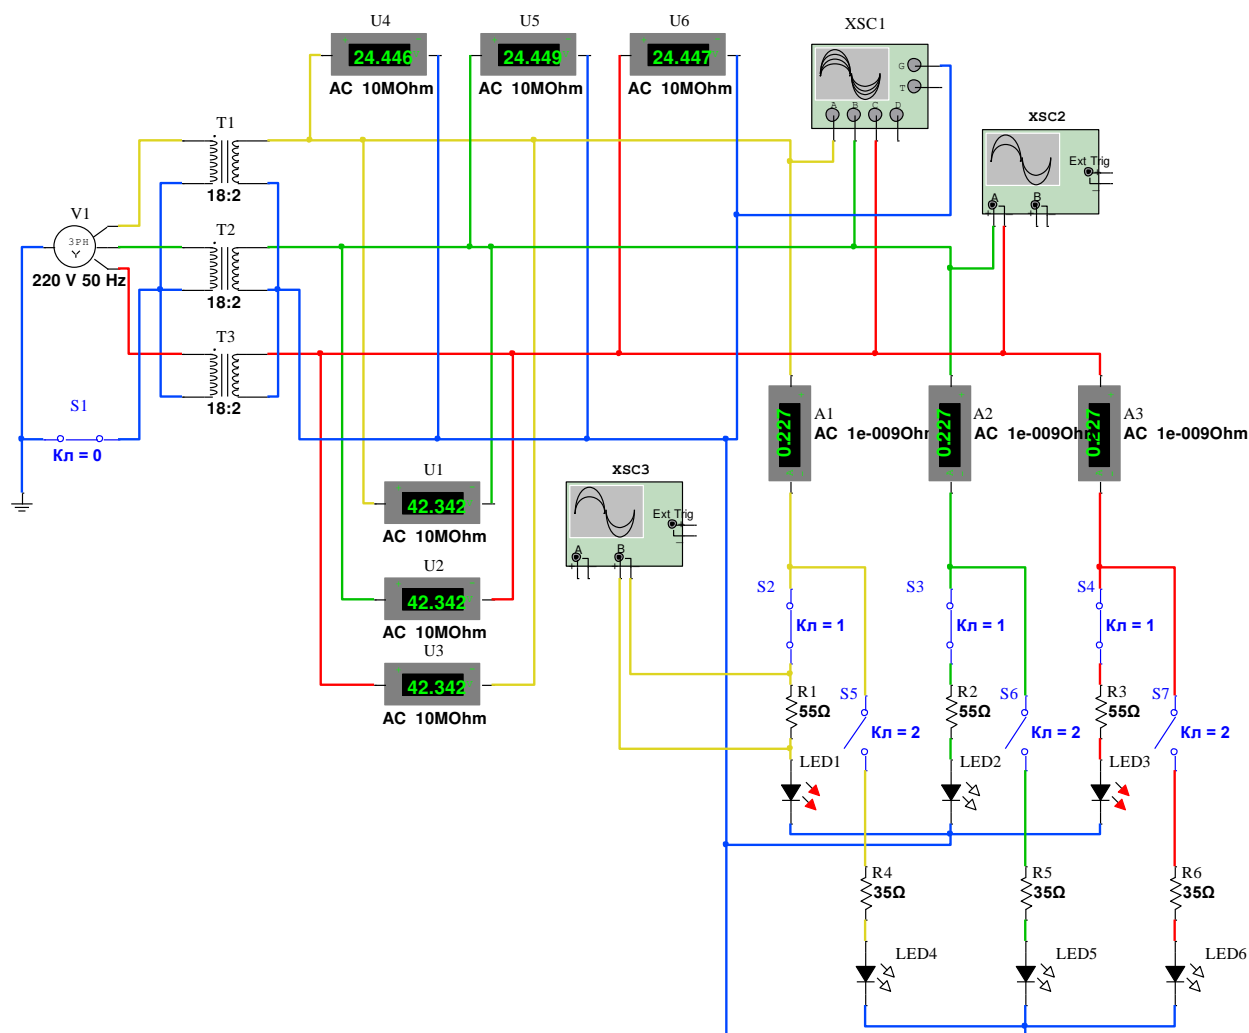 U4
24.446
AC 10MOhm
U5
24.449
AC 10MOhm
U6
24.447
AC 10MOhm
XSC1
G
T
A B C D
XSC2
Ext Trig
A
B
T1
18:2
V1
3PH
Y
220 V 50 Hz
T2
18:2
T3
18:2
S1
Кл = 0
A1
0.227
AC 1e-009Ohm
A2
0.227
AC 1e-009Ohm
A3
0.227
AC 1e-009Ohm
U1
42.342
AC 10MOhm
U2
42.342
AC 10MOhm
U3
42.342
AC 10MOhm
XSC3
Ext Trig
A
B
S2
Кл = 1
S3
Кл = 1
S4
Кл = 1
R1
55Ω
S5
Кл = 2
R2
55Ω
S6
Кл = 2
R3
55Ω
S7
Кл = 2
LED1
LED2
LED3
R4
35Ω
R5
35Ω
R6
35Ω
LED4
LED5
LED6